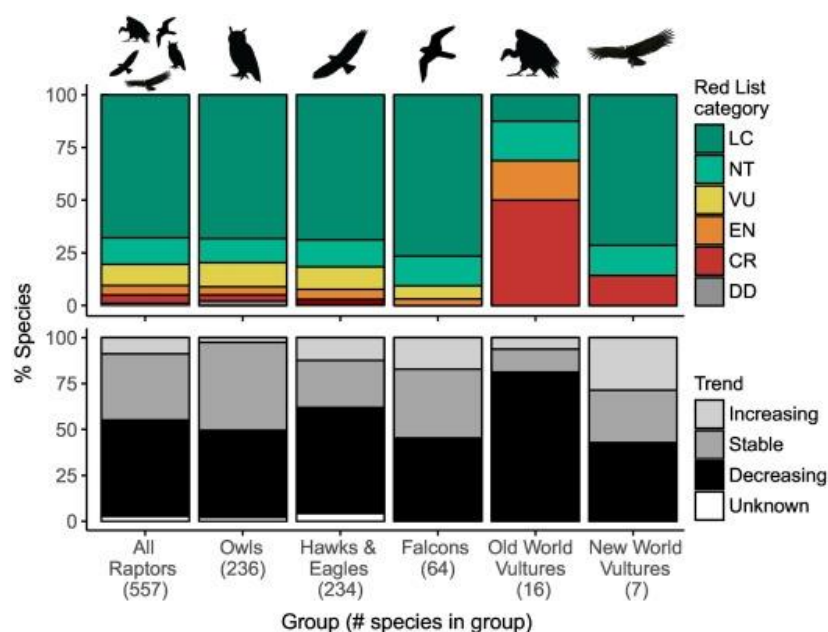 Red List
category
LC
NT
VU
EN
CR
DD
100
75
50
25
0
100
75
50
25
0
% Species
Trend
Increasing
Stable
Decreasing
Unknown
All
Raptors
(557)
Owls
(236)
Hawks &
Eagles
(234)
Falcons
(64)
Old World
Vultures
(16)
New World
Vultures
(7)
Group (# species in group)